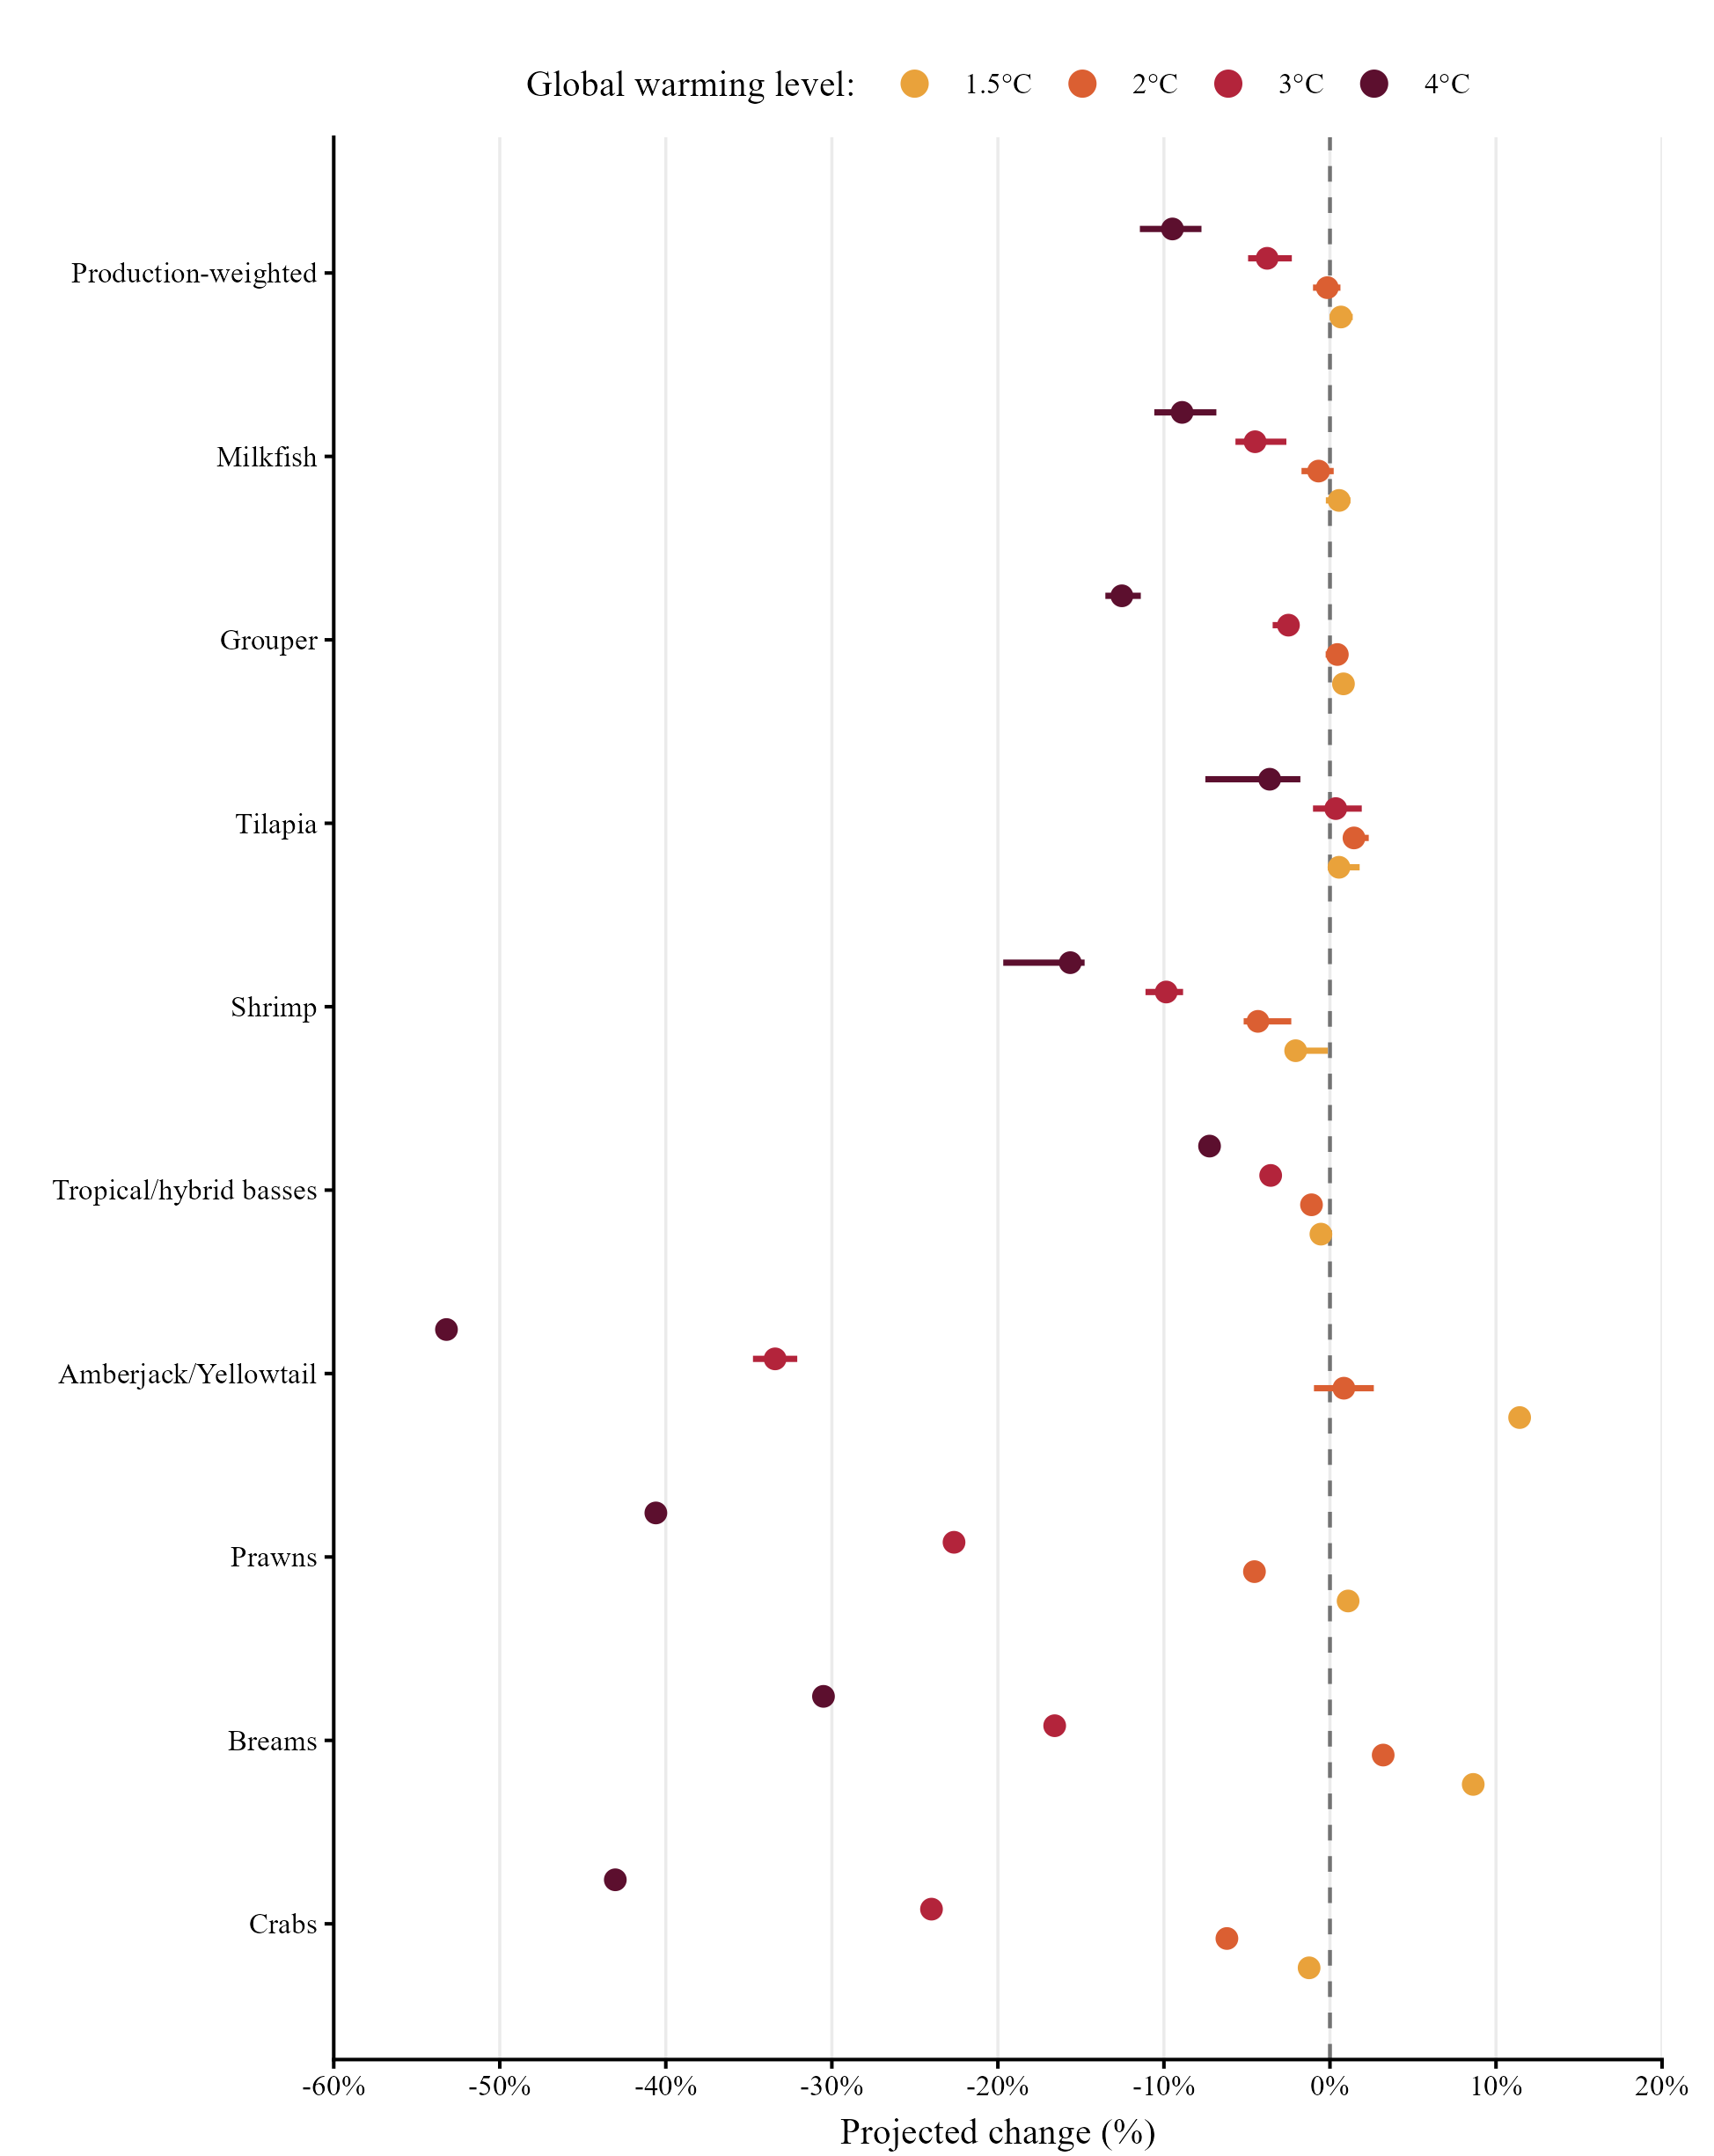 Global warming level: 1.5°C 2°C 3°C 4°C
Production-weighted
Milkfish
Grouper
Tilapia
Shrimp
Tropical/hybrid basses
Amberjack/Yellowtail
Prawns
Breams
Crabs
-60% -50% -40% -30% -20% -10% 0% 10% 20%
Projected change (%)